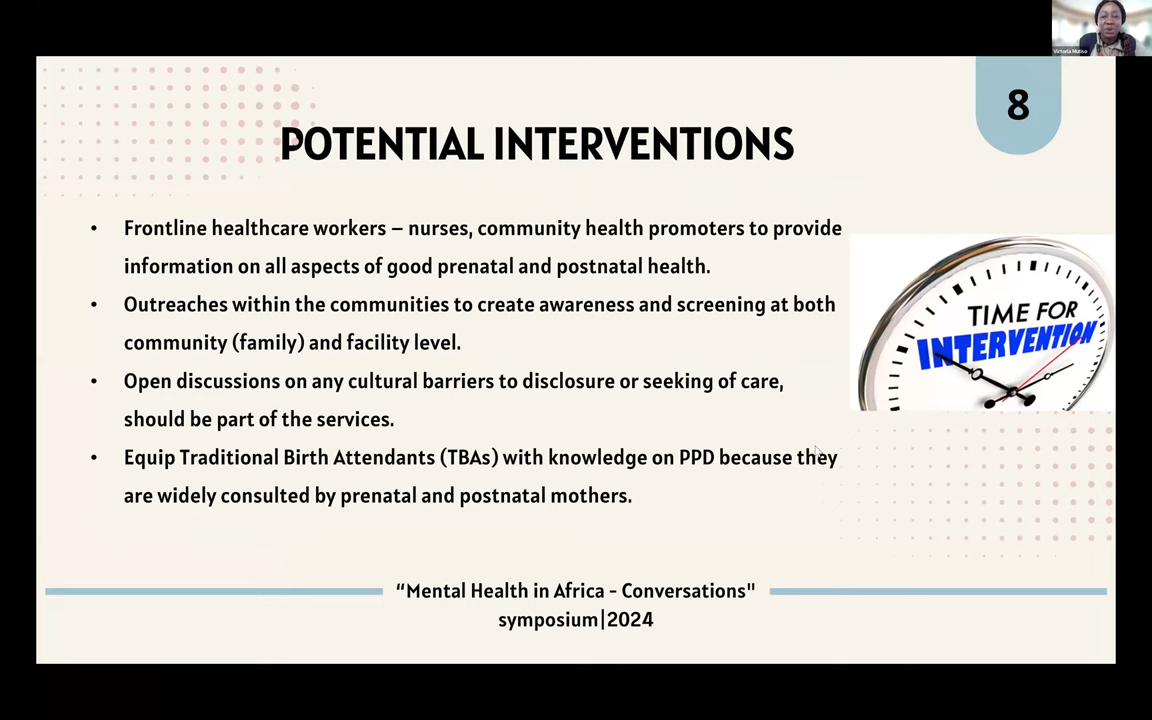 Victoria Mutiso
8
POTENTIAL INTERVENTIONS
• Frontline healthcare workers – nurses, community health promoters to provide
information on all aspects of good prenatal and postnatal health.
• Outreaches within the communities to create awareness and screening at both
community (family) and facility level.
• Open discussions on any cultural barriers to disclosure or seeking of care,
should be part of the services.
• Equip Traditional Birth Attendants (TBAs) with knowledge on PPD because they
are widely consulted by prenatal and postnatal mothers.
TIME FOR
INTERVENTION
“Mental Health in Africa - Conversations"
symposium|2024